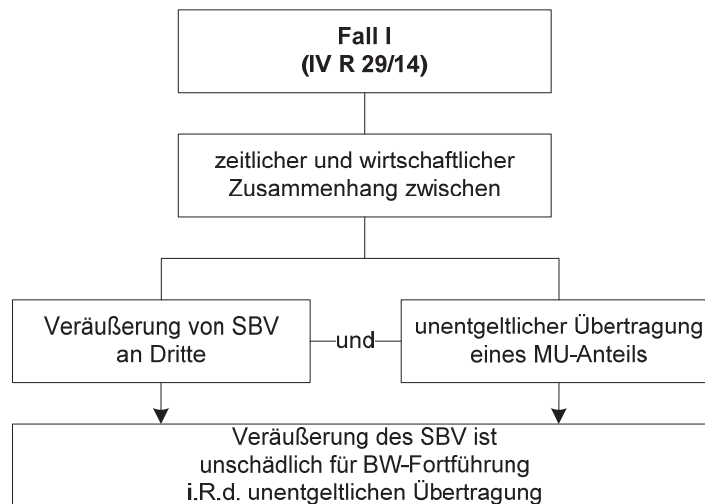 Fall I
(IV R 29/14)
zeitlicher und wirtschaftlicher
Zusammenhang zwischen
Veräußerung von SBV
an Dritte
und
unentgeltlicher Übertragung
eines MU-Anteils
Veräußerung des SBV ist
unschädlich für BW-Fortführung
i.R.d. unentgeltlichen Übertragung